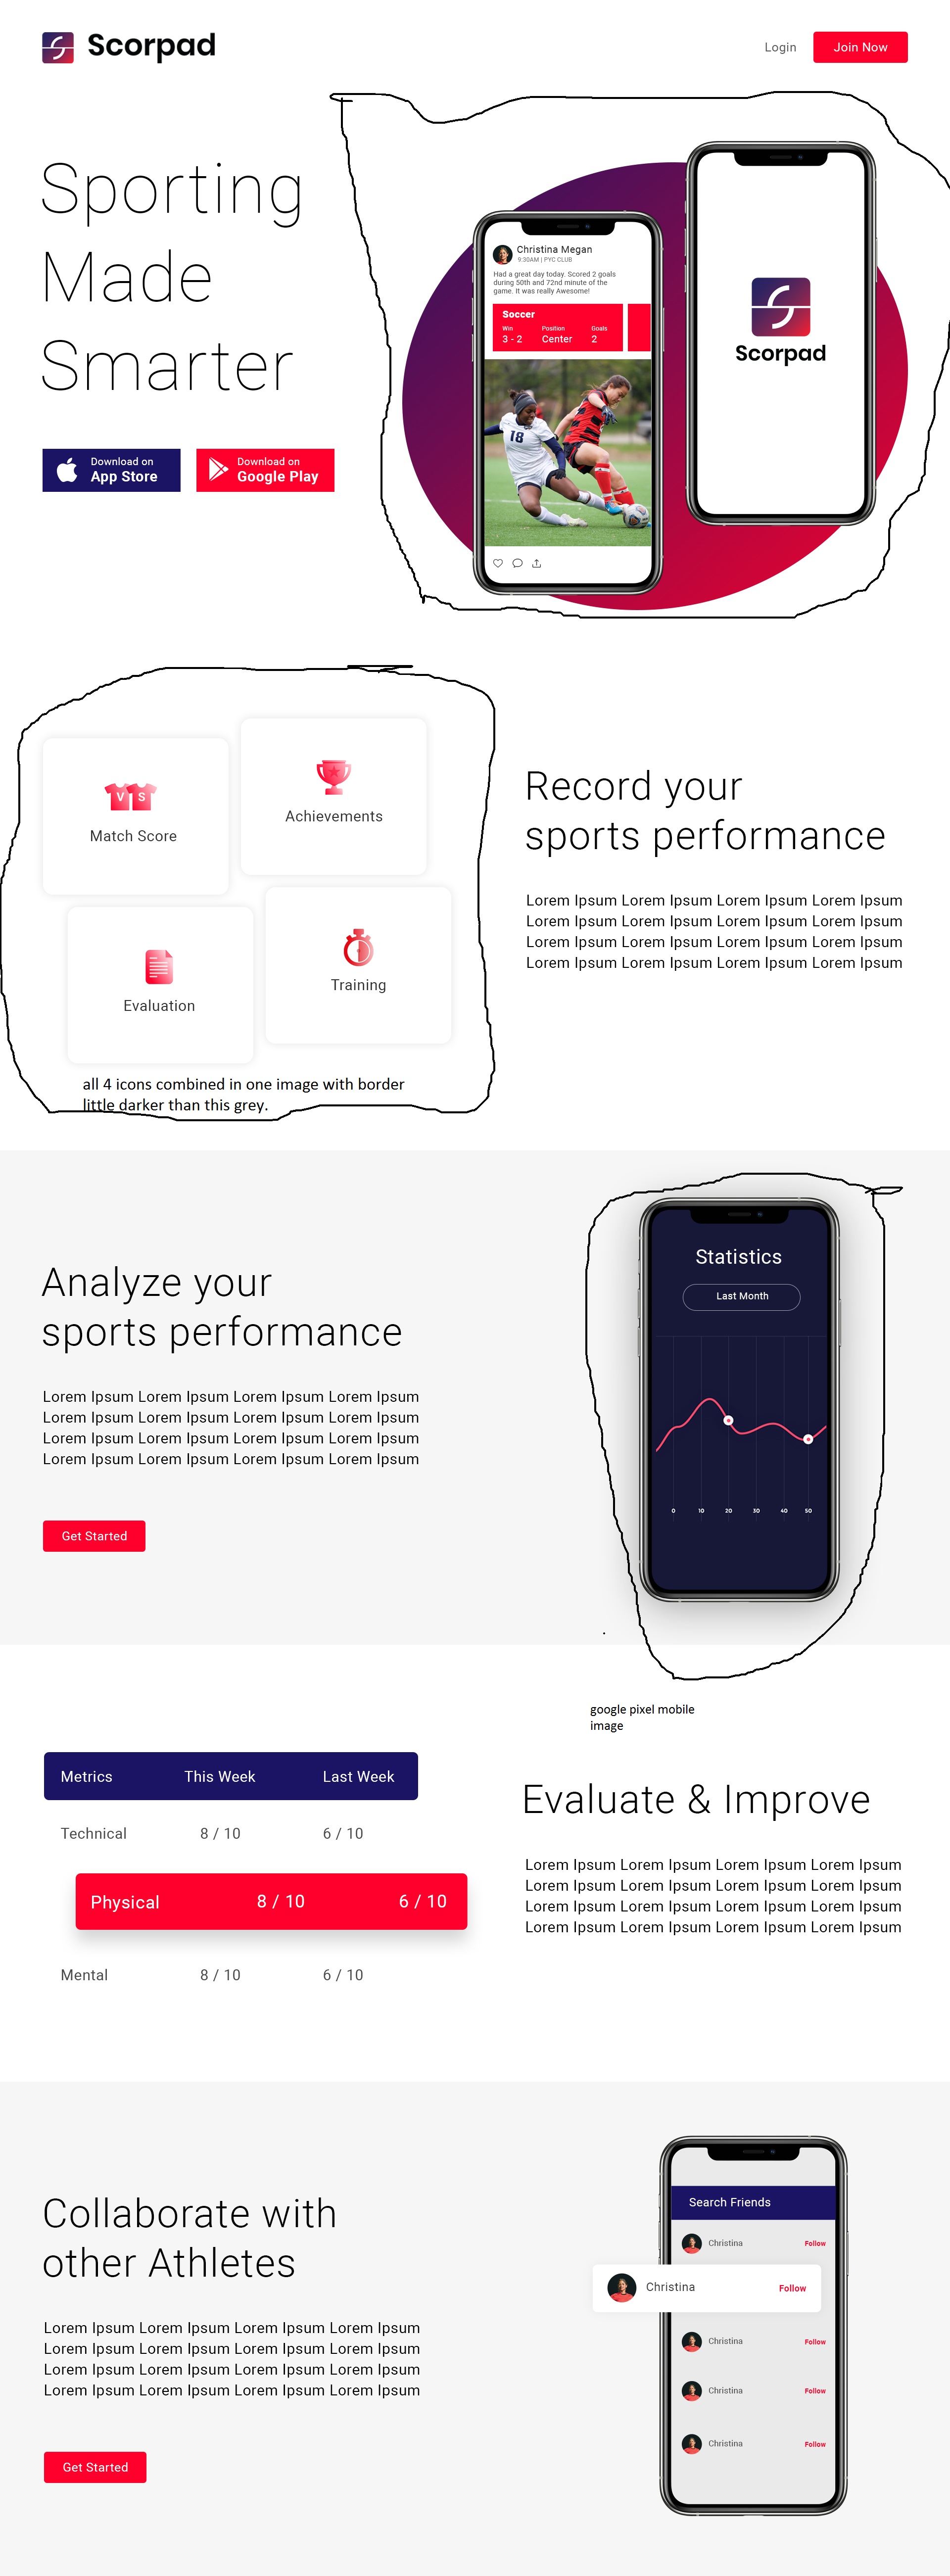 Scorpad
Login
Join Now
Sporting
Made
Smarter
Download on
App Store
Download on
Google Play
Christina Megan
9:30AM | PYC CLUB
Had a great day today. Scored 2 goals
during 50th and 72nd minute of the
game. It was really Awesome!
Soccer
Win Position Goals
3 - 2 Center 2
18
Scorpad
V S
Match Score
Achievements
Evaluation
Training
all 4 icons combined in one image with border
little darker than this grey.
Record your
sports performance
Lorem Ipsum Lorem Ipsum Lorem Ipsum Lorem Ipsum
Lorem Ipsum Lorem Ipsum Lorem Ipsum Lorem Ipsum
Lorem Ipsum Lorem Ipsum Lorem Ipsum Lorem Ipsum
Lorem Ipsum Lorem Ipsum Lorem Ipsum Lorem Ipsum
Analyze your
sports performance
Lorem Ipsum Lorem Ipsum Lorem Ipsum Lorem Ipsum
Lorem Ipsum Lorem Ipsum Lorem Ipsum Lorem Ipsum
Lorem Ipsum Lorem Ipsum Lorem Ipsum Lorem Ipsum
Lorem Ipsum Lorem Ipsum Lorem Ipsum Lorem Ipsum
Get Started
Statistics
Last Month
0 10 20 30 40 50
google pixel mobile
image
Metrics This Week Last Week
Technical 8 / 10 6 / 10
Physical 8 / 10 6 / 10
Mental 8 / 10 6 / 10
Evaluate & Improve
Lorem Ipsum Lorem Ipsum Lorem Ipsum Lorem Ipsum
Lorem Ipsum Lorem Ipsum Lorem Ipsum Lorem Ipsum
Lorem Ipsum Lorem Ipsum Lorem Ipsum Lorem Ipsum
Lorem Ipsum Lorem Ipsum Lorem Ipsum Lorem Ipsum
Collaborate with
other Athletes
Lorem Ipsum Lorem Ipsum Lorem Ipsum Lorem Ipsum
Lorem Ipsum Lorem Ipsum Lorem Ipsum Lorem Ipsum
Lorem Ipsum Lorem Ipsum Lorem Ipsum Lorem Ipsum
Lorem Ipsum Lorem Ipsum Lorem Ipsum Lorem Ipsum
Get Started
Search Friends
Christina Follow
Christina Follow
Christina Follow
Christina Follow
Christina Follow